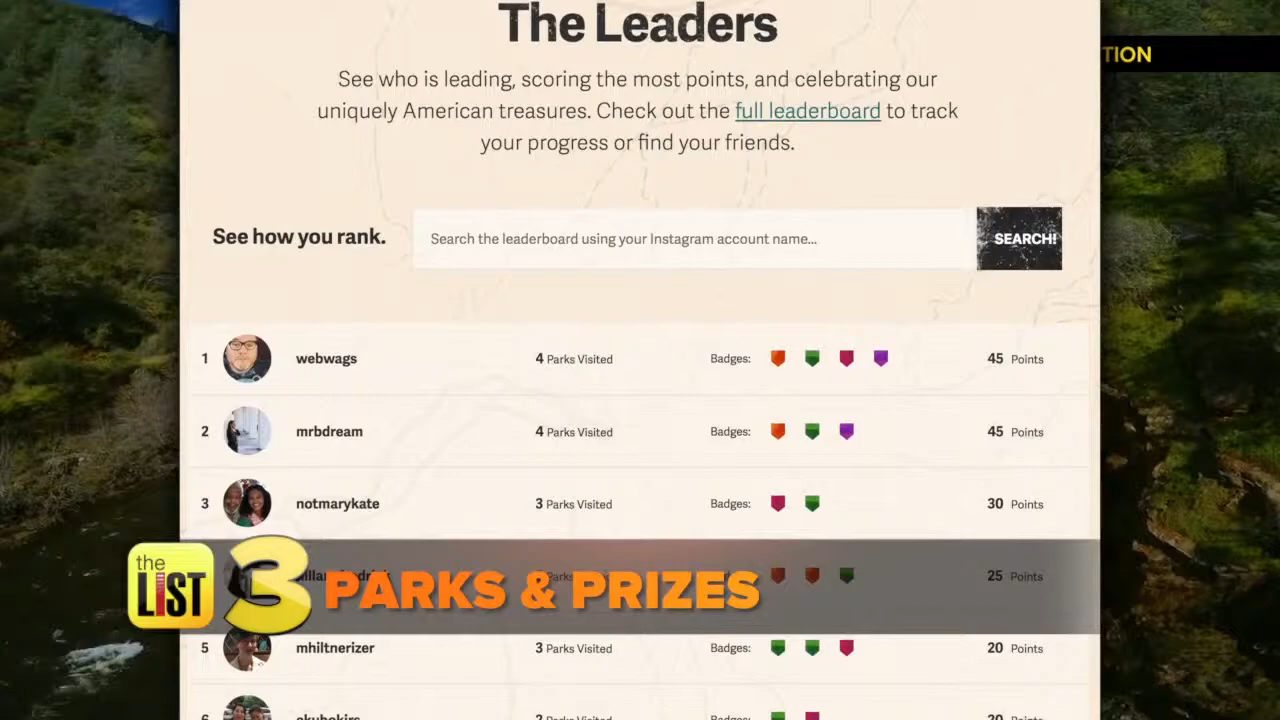 The Leaders
TION
See who is leading, scoring the most points, and celebrating our
uniquely American treasures. Check out the full leaderboard to track
your progress or find your friends.
See how you rank.
Search the leaderboard using your Instagram account name...
SEARCH!
1 webwags 4 Parks Visited Badges: 45 Points
2 mrbdream 4 Parks Visited Badges: 45 Points
3 notmarykate 3 Parks Visited Badges: 30 Points
25 Points
the LIST 3 PARKS & PRIZES
5 mhiltnerizer 3 Parks Visited Badges: 20 Points